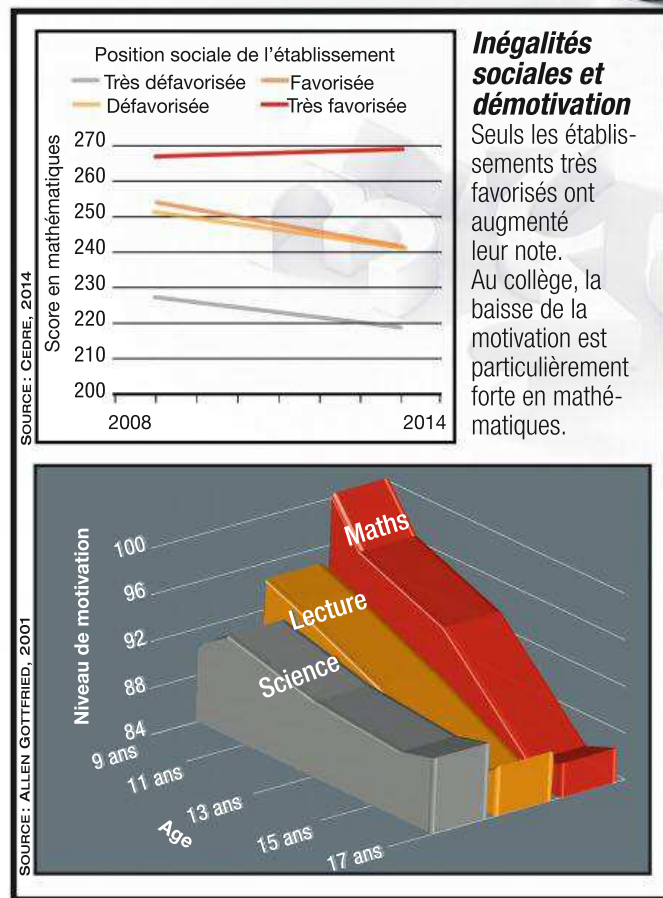 Position sociale de l'établissement
Très défavorisée
Favorisée
Défavorisée
Très favorisée
Score en mathématiques
270
260
250
240
230
220
210
200
2008
2014
SOURCE : CEDRE, 2014
Inégalités
sociales et
démotivation
Seuls les établis-
sements très
favorisés ont
augmenté
leur note.
Au collège, la
baisse de la
motivation est
particulièrement
forte en mathé-
matiques.
Niveau de motivation
100
96
92
88
84
9 ans
11 ans
13 ans
15 ans
17 ans
Age
Maths
Lecture
Science
SOURCE : ALLEN GOTTFRIED, 2001